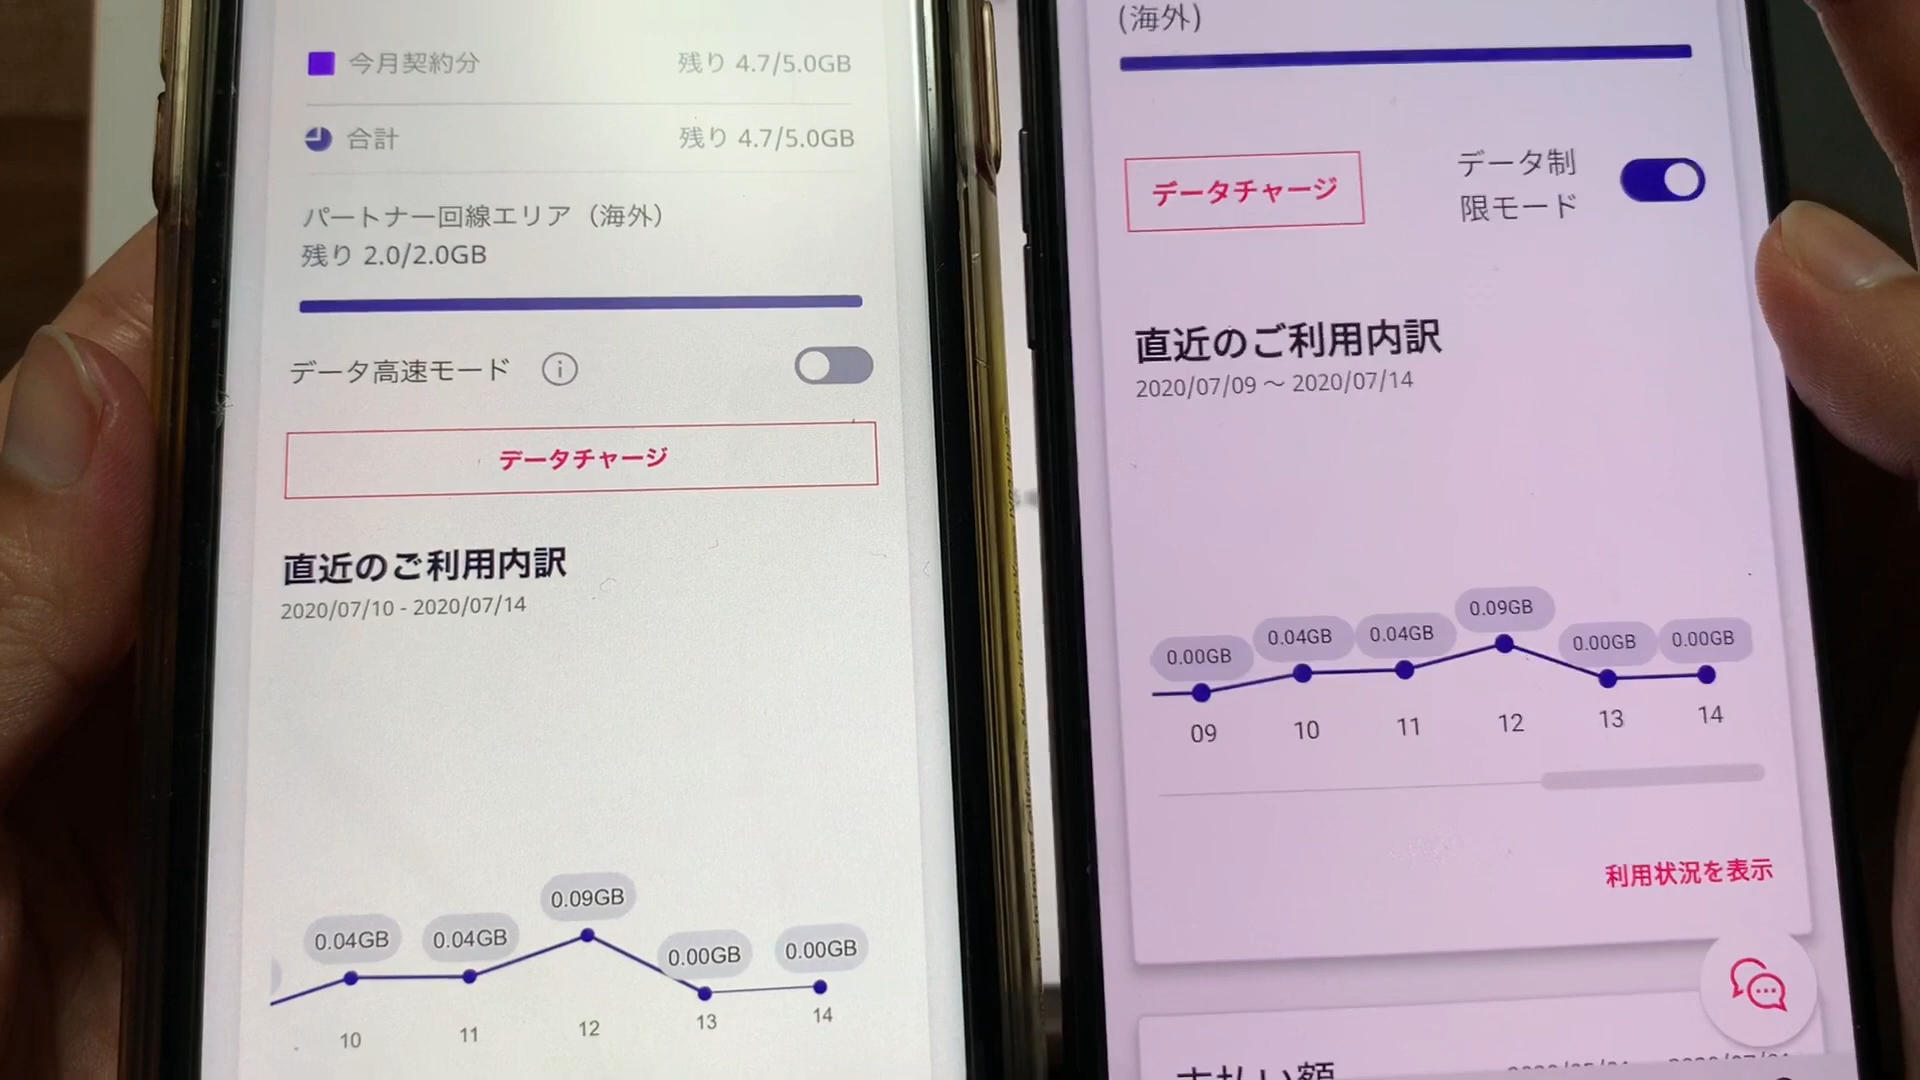 今月契約分 残り 4.7/5.0GB
合計 残り 4.7/5.0GB
パートナー回線エリア（海外）
残り 2.0/2.0GB
データ高速モード
データチャージ
直近のご利用内訳
2020/07/10 - 2020/07/14
0.04GB 0.04GB 0.09GB 0.00GB 0.00GB
10 11 12 13 14
(海外)
データチャージ
データ制
限モード
直近のご利用内訳
2020/07/09 〜 2020/07/14
0.00GB 0.04GB 0.04GB 0.09GB 0.00GB 0.00GB
09 10 11 12 13 14
利用状況を表示